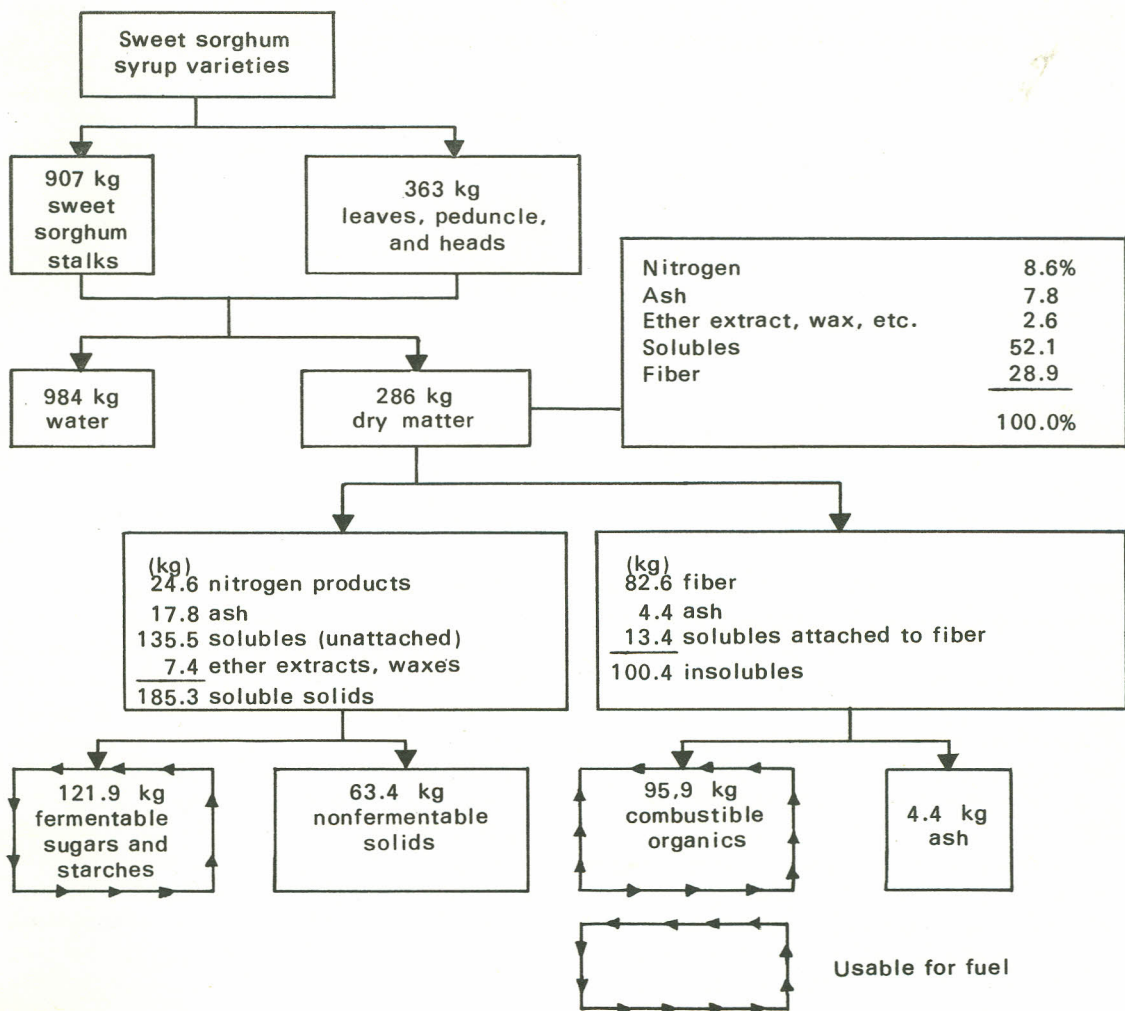 Sweet sorghum
syrup varieties
907 kg
sweet
sorghum
stalks
363 kg
leaves, peduncle,
and heads
Nitrogen 8.6%
Ash 7.8
Ether extract, wax, etc. 2.6
Solubles 52.1
Fiber 28.9
100.0%
984 kg
water
286 kg
dry matter
(kg)
24.6 nitrogen products
17.8 ash
135.5 solubles (unattached)
7.4 ether extracts, waxes
185.3 soluble solids
(kg)
82.6 fiber
4.4 ash
13.4 solubles attached to fiber
100.4 insolubles
121.9 kg
fermentable
sugars and
starches
63.4 kg
nonfermentable
solids
95,9 kg
combustible
organics
4.4 kg
ash
Usable for fuel